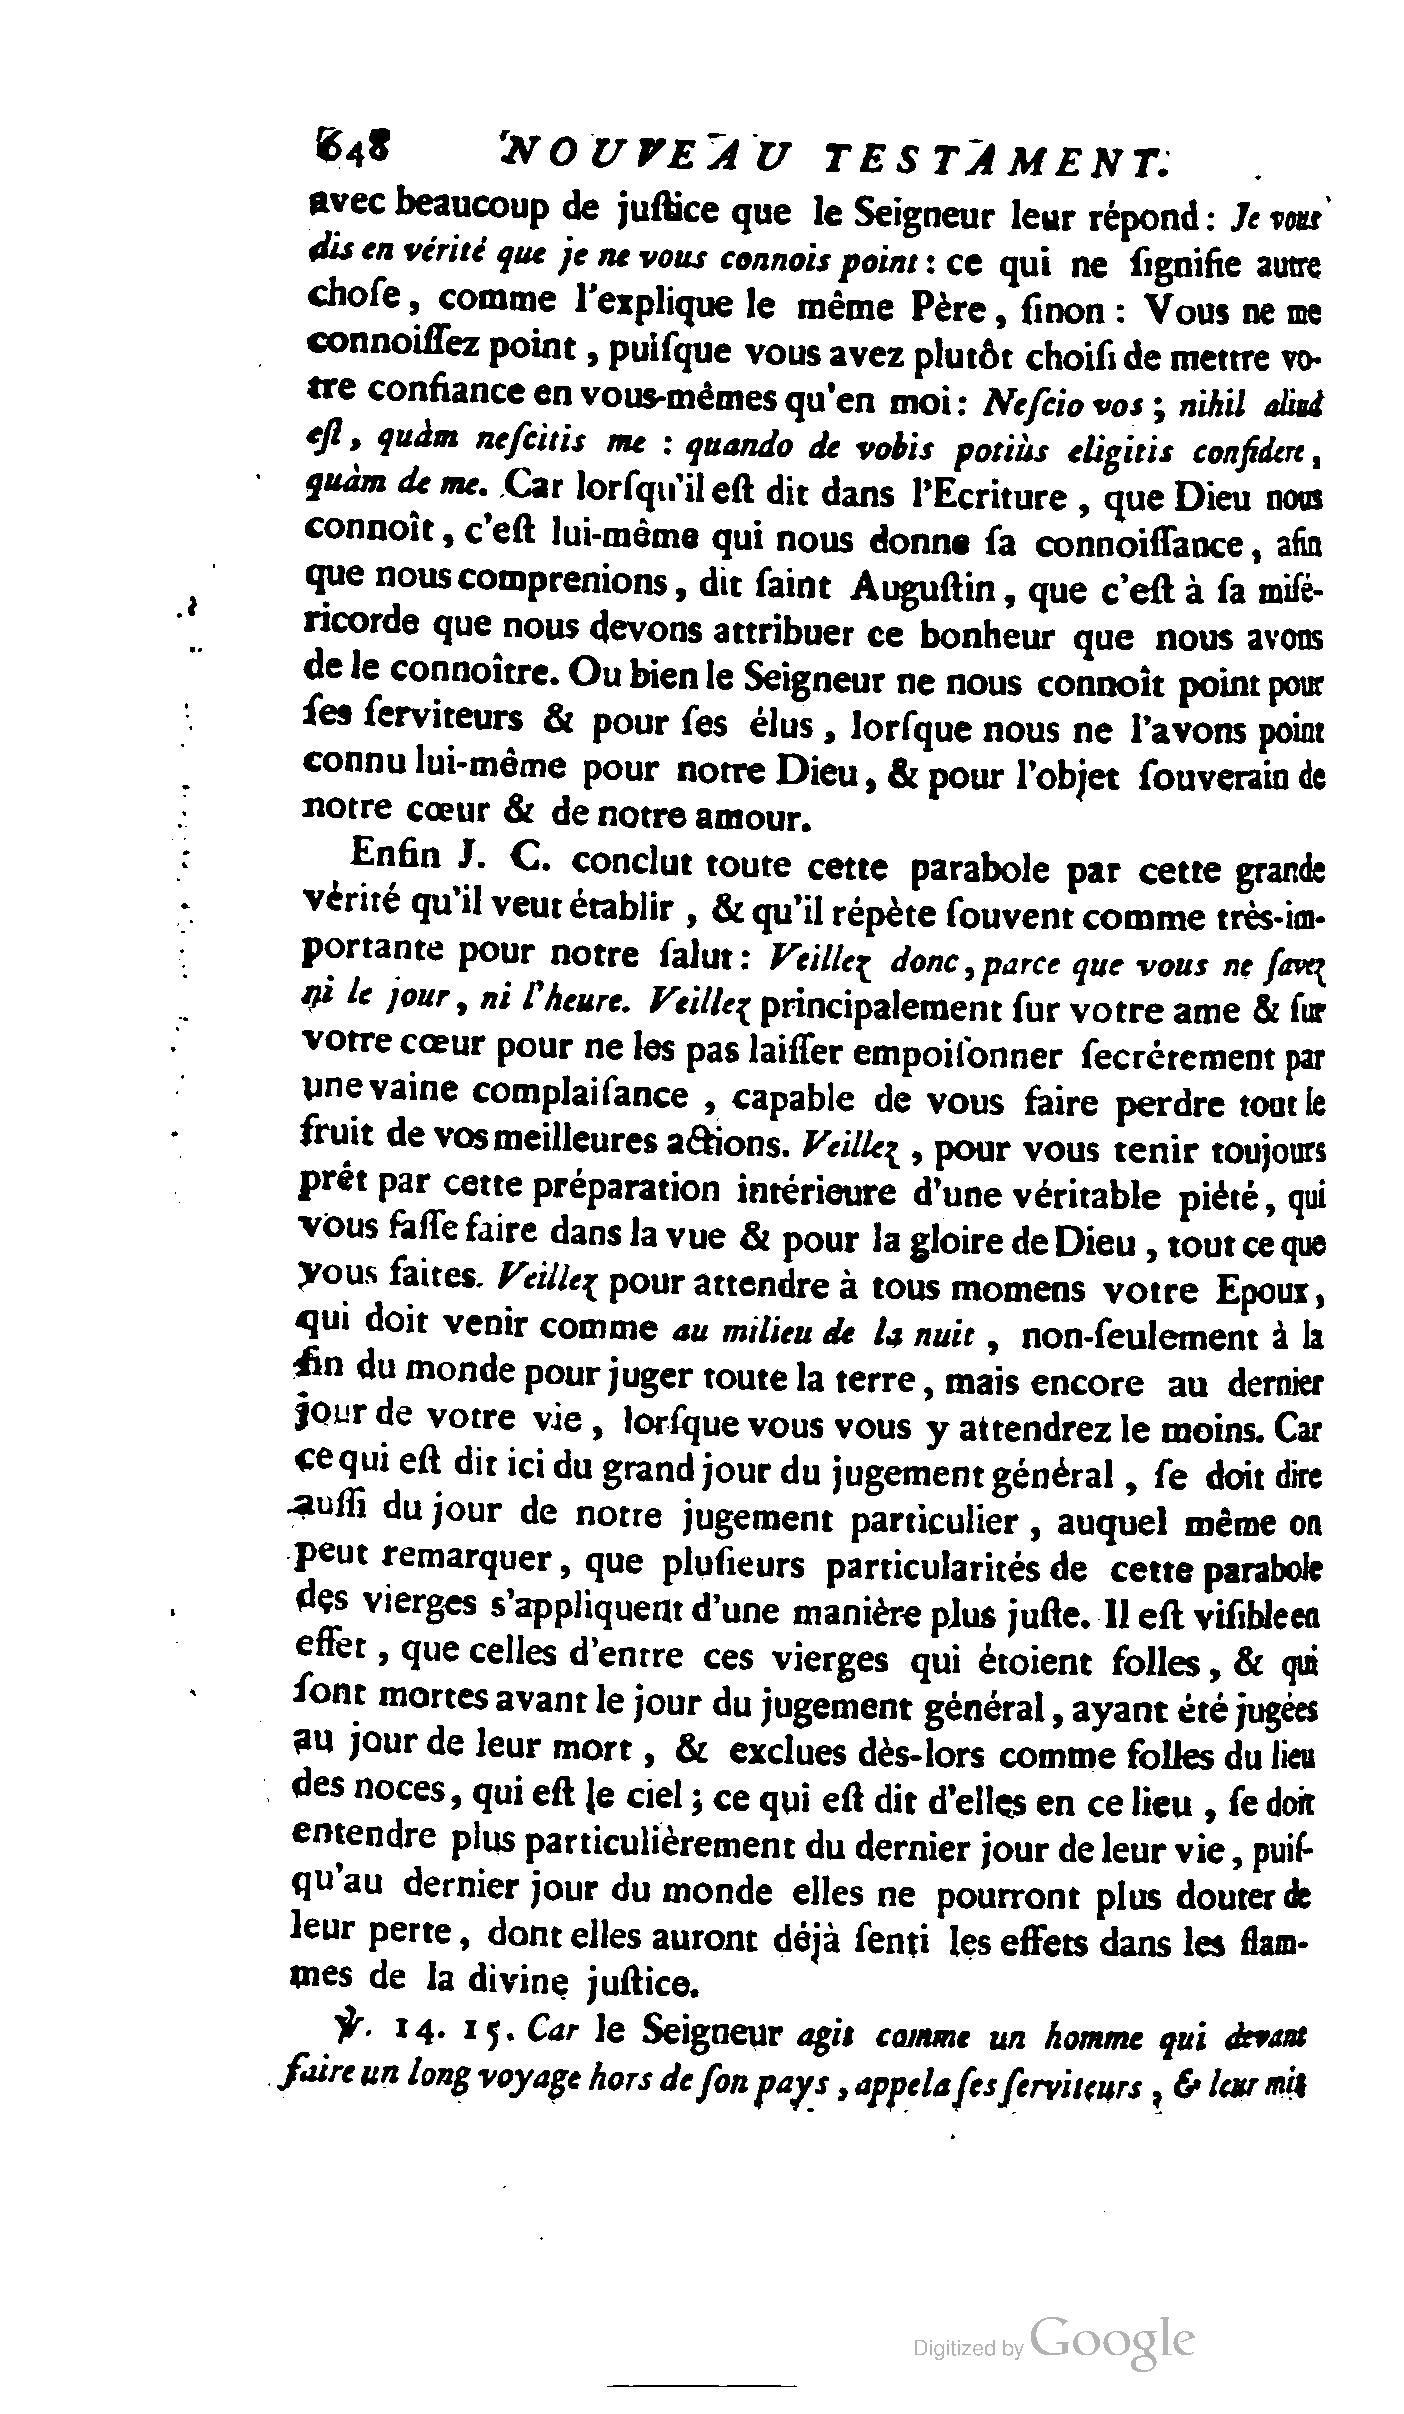 648 NOUVEAU TESTAMENT.
avec beaucoup de juſtice que le Seigneur leur répond : Je vous
dis en vérité que je ne vous connois point : ce qui ne ſignifie autre
choſe, comme l'explique le même Père, ſinon : Vous ne me
connoiſſez point, puiſque vous avez plutôt choiſi de mettre vo-
tre confiance en vous-mêmes qu'en moi : Neſcio vos ; nihil aliud
eſt, quàm neſcitis me : quando de vobis potiùs eligitis confidere,
quàm de me. Car lorſqu'il eſt dit dans l'Ecriture, que Dieu nous
connoît, c'eſt lui-même qui nous donne ſa connoiſſance, afin
que nous comprenions, dit ſaint Auguſtin, que c'eſt à ſa miſé-
ricorde que nous devons attribuer ce bonheur que nous avons
de le connoître. Ou bien le Seigneur ne nous connoît point pour
ſes ſerviteurs & pour ſes élus, lorſque nous ne l'avons point
connu lui-même pour notre Dieu, & pour l'objet ſouverain de
notre cœur & de notre amour.
Enfin J. C. conclut toute cette parabole par cette grande
vérité qu'il veut établir, & qu'il répète ſouvent comme très-im-
portante pour notre ſalut : Veillez donc, parce que vous ne ſavez
ni le jour, ni l'heure. Veillez principalement ſur votre ame & ſur
votre cœur pour ne les pas laiſſer empoiſonner ſecrétement par
une vaine complaiſance, capable de vous faire perdre tout le
fruit de vos meilleures actions. Veillez, pour vous tenir toujours
prêt par cette préparation intérieure d'une véritable piété, qui
vous faſſe faire dans la vue & pour la gloire de Dieu, tout ce que
vous faites. Veillez pour attendre à tous momens votre Epoux,
qui doit venir comme au milieu de la nuit, non-ſeulement à la
fin du monde pour juger toute la terre, mais encore au dernier
jour de votre vie, lorſque vous vous y attendrez le moins. Car
ce qui eſt dit ici du grand jour du jugement général, ſe doit dire
auſſi du jour de notre jugement particulier, auquel même on
peut remarquer, que pluſieurs particularités de cette parabole
des vierges s'appliquent d'une manière plus juſte. Il eſt viſible en
effet, que celles d'entre ces vierges qui étoient folles, & qui
ſont mortes avant le jour du jugement général, ayant été jugées
au jour de leur mort, & exclues dès-lors comme folles du lieu
des noces, qui eſt le ciel ; ce qui eſt dit d'elles en ce lieu, ſe doit
entendre plus particulièrement du dernier jour de leur vie, puiſ-
qu'au dernier jour du monde elles ne pourront plus douter de
leur perte, dont elles auront déjà ſenti les effets dans les flam-
mes de la divine juſtice.
℣. 14. 15. Car le Seigneur agit comme un homme qui devant
faire un long voyage hors de ſon pays, appela ſes ſerviteurs, & leur mit
Digitized by Google